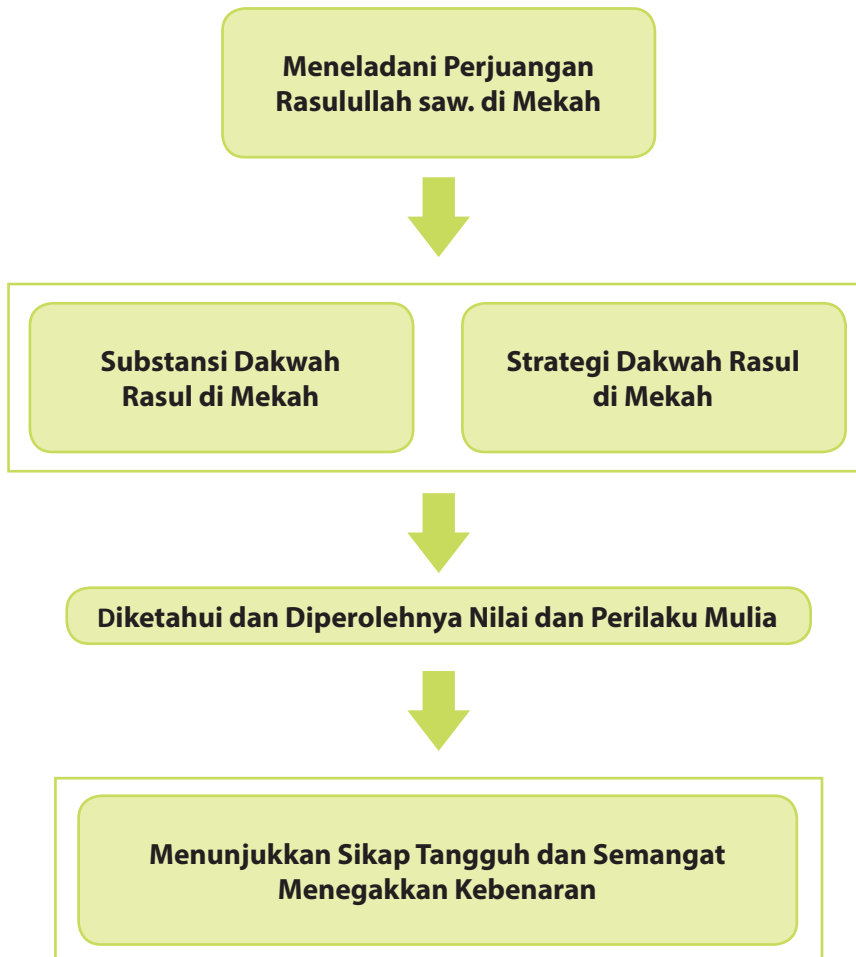 Meneladani Perjuangan
Rasulullah saw. di Mekah
Substansi Dakwah
Rasul di Mekah
Strategi Dakwah Rasul
di Mekah
Diketahui dan Diperolehnya Nilai dan Perilaku Mulia
Menunjukkan Sikap Tangguh dan Semangat
Menegakkan Kebenaran